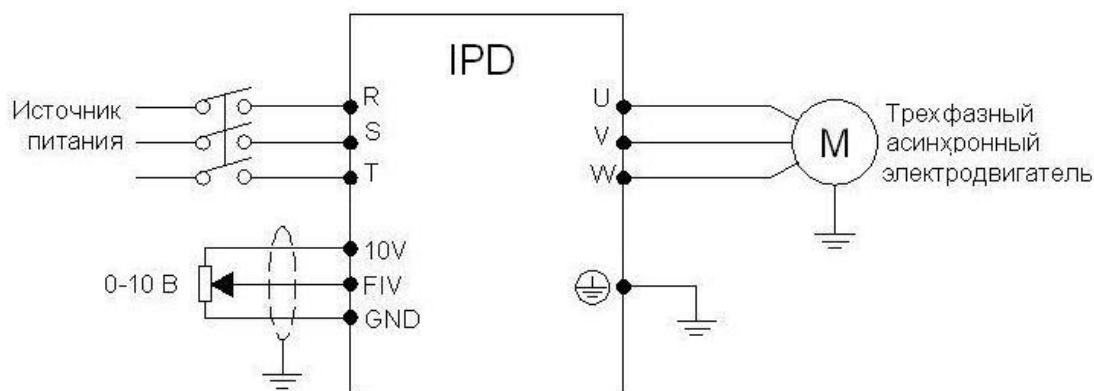 IPD
Источник
питания
R
S
T
U
V
W
M
Трехфазный
асинхронный
электродвигатель
0-10 В
10V
FIV
GND